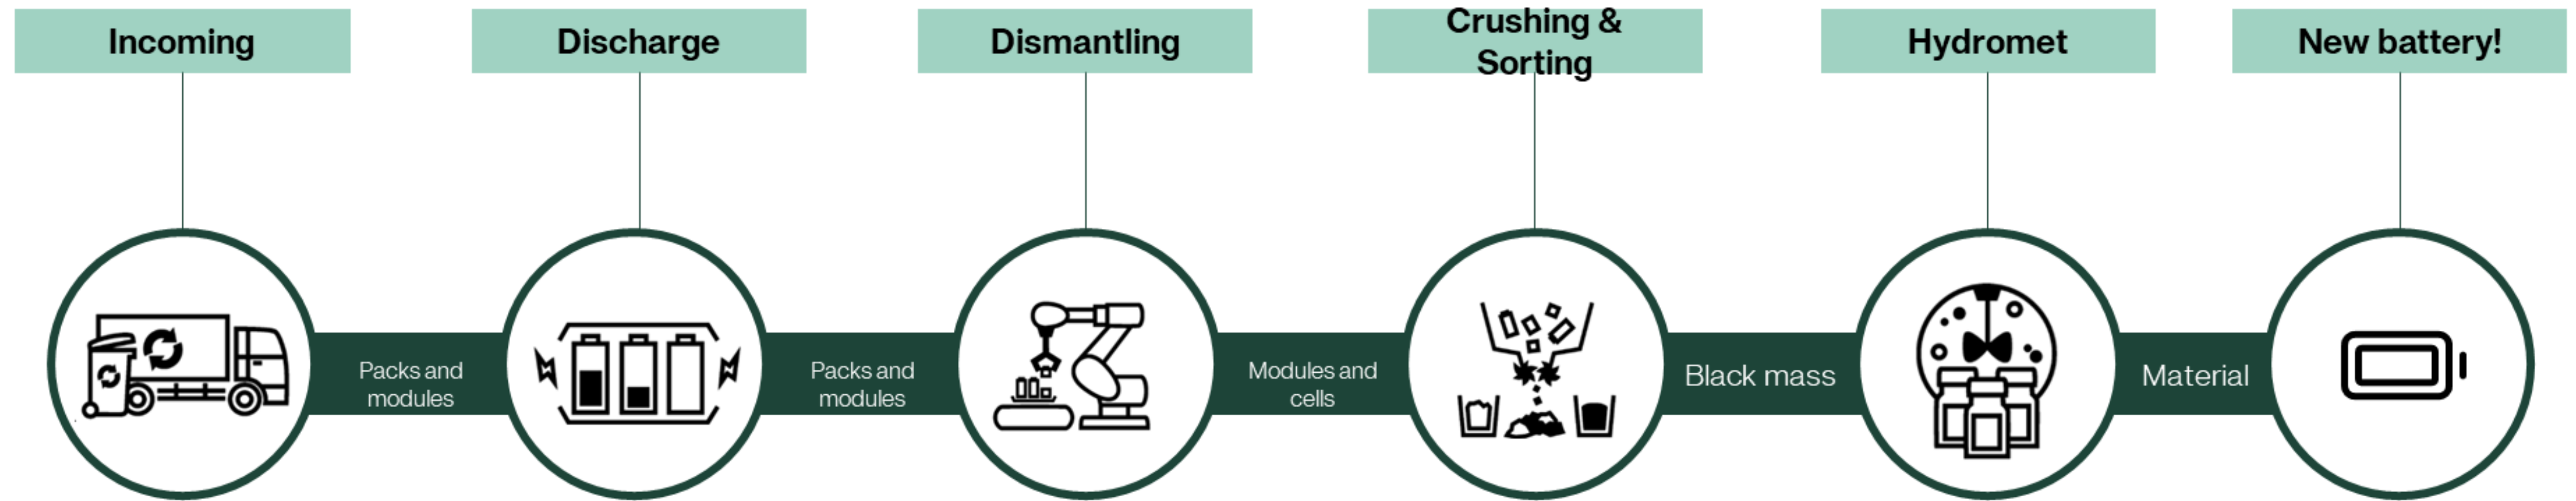 Incoming
Discharge
Dismantling
Crushing &
Sorting
Hydromet
New battery!
Packs and
modules
Packs and
modules
Modules and
cells
Black mass
Material